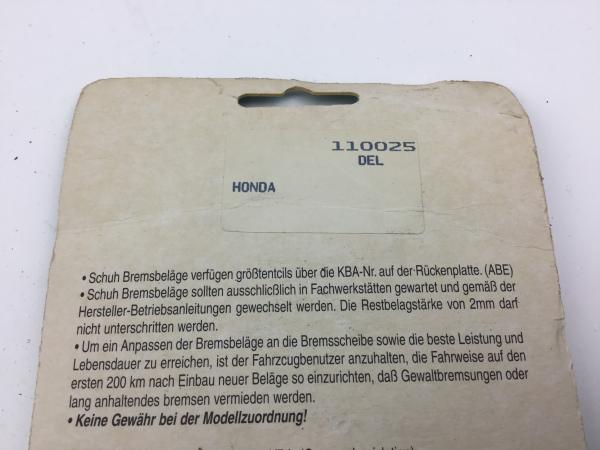 110025
DEL
HONDA
• Schuh Bremsbeläge verfügen größtentcils über die KBA-Nr. auf der Rückenplatte. (ABE)
• Schuh Bremsbeläge sollten ausschlicßlich in Fachwerkstätten gewartet und gemäß der
Hersteller-Betriebsanleitungen gewechselt werden. Die Restbelagstärke von 2mm darf
nicht unterschritten werden.
• Um ein Anpassen der Bremsbeläge an die Bremsscheibe sowie die beste Leistung und
Lebensdauer zu erreichen, ist der Fahrzcugbenutzer anzuhalten, die Fahrweise auf den
ersten 200 km nach Einbau neuer Beläge so einzurichten, daß Gewaltbremsungen oder
lang anhaltendes bremsen vermieden werden.
• Keine Gewähr bei der Modellzuordnung!